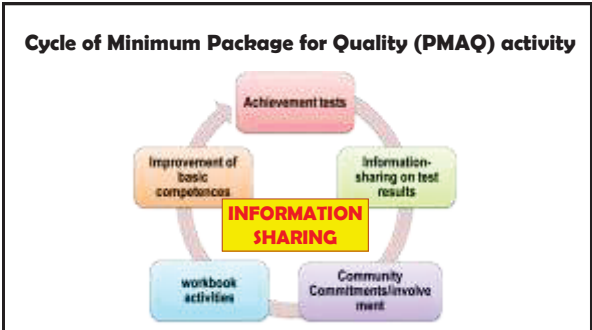 Cycle of Minimum Package for Quality (PMAQ) activity
Achievement tests
Information-
sharing on test
results
Community
Commitments/involve
ment
workbook
activities
Improvement of
basic
competences
INFORMATION
SHARING